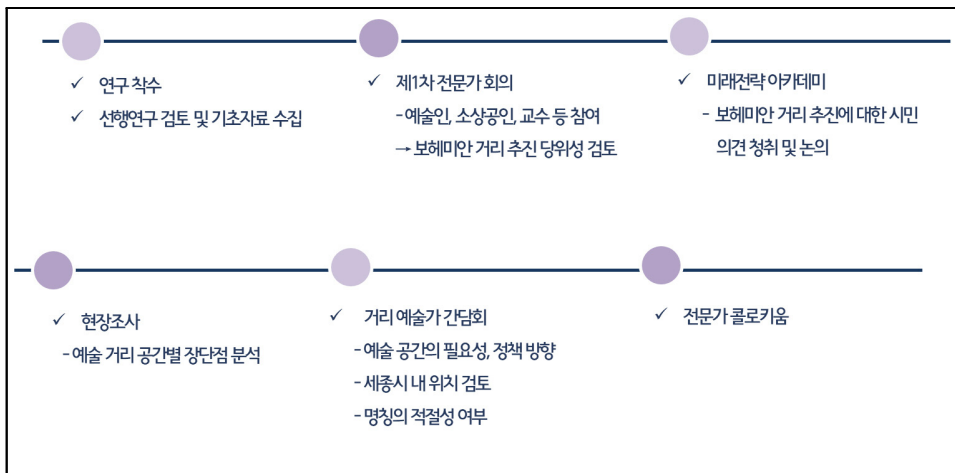 ✓ 연구 착수
✓ 선행연구 검토 및 기초자료 수집
✓ 제1차 전문가 회의
- 예술인, 소상공인, 교수 등 참여
→ 보헤미안 거리 추진 당위성 검토
✓ 미래전략 아카데미
- 보헤미안 거리 추진에 대한 시민
의견 청취 및 논의
✓ 현장조사
- 예술 거리 공간별 장단점 분석
✓ 거리 예술가 간담회
- 예술 공간의 필요성, 정책 방향
- 세종시 내 위치 검토
- 명칭의 적절성 여부
✓ 전문가 콜로키움